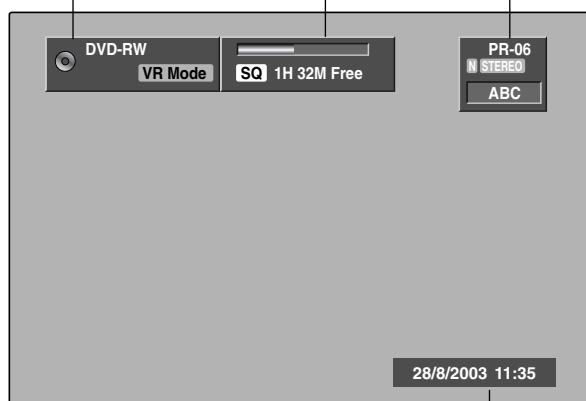 DVD-RW
VR Mode
SQ 1H 32M Free
PR-06
N STEREO
ABC
28/8/2003 11:35